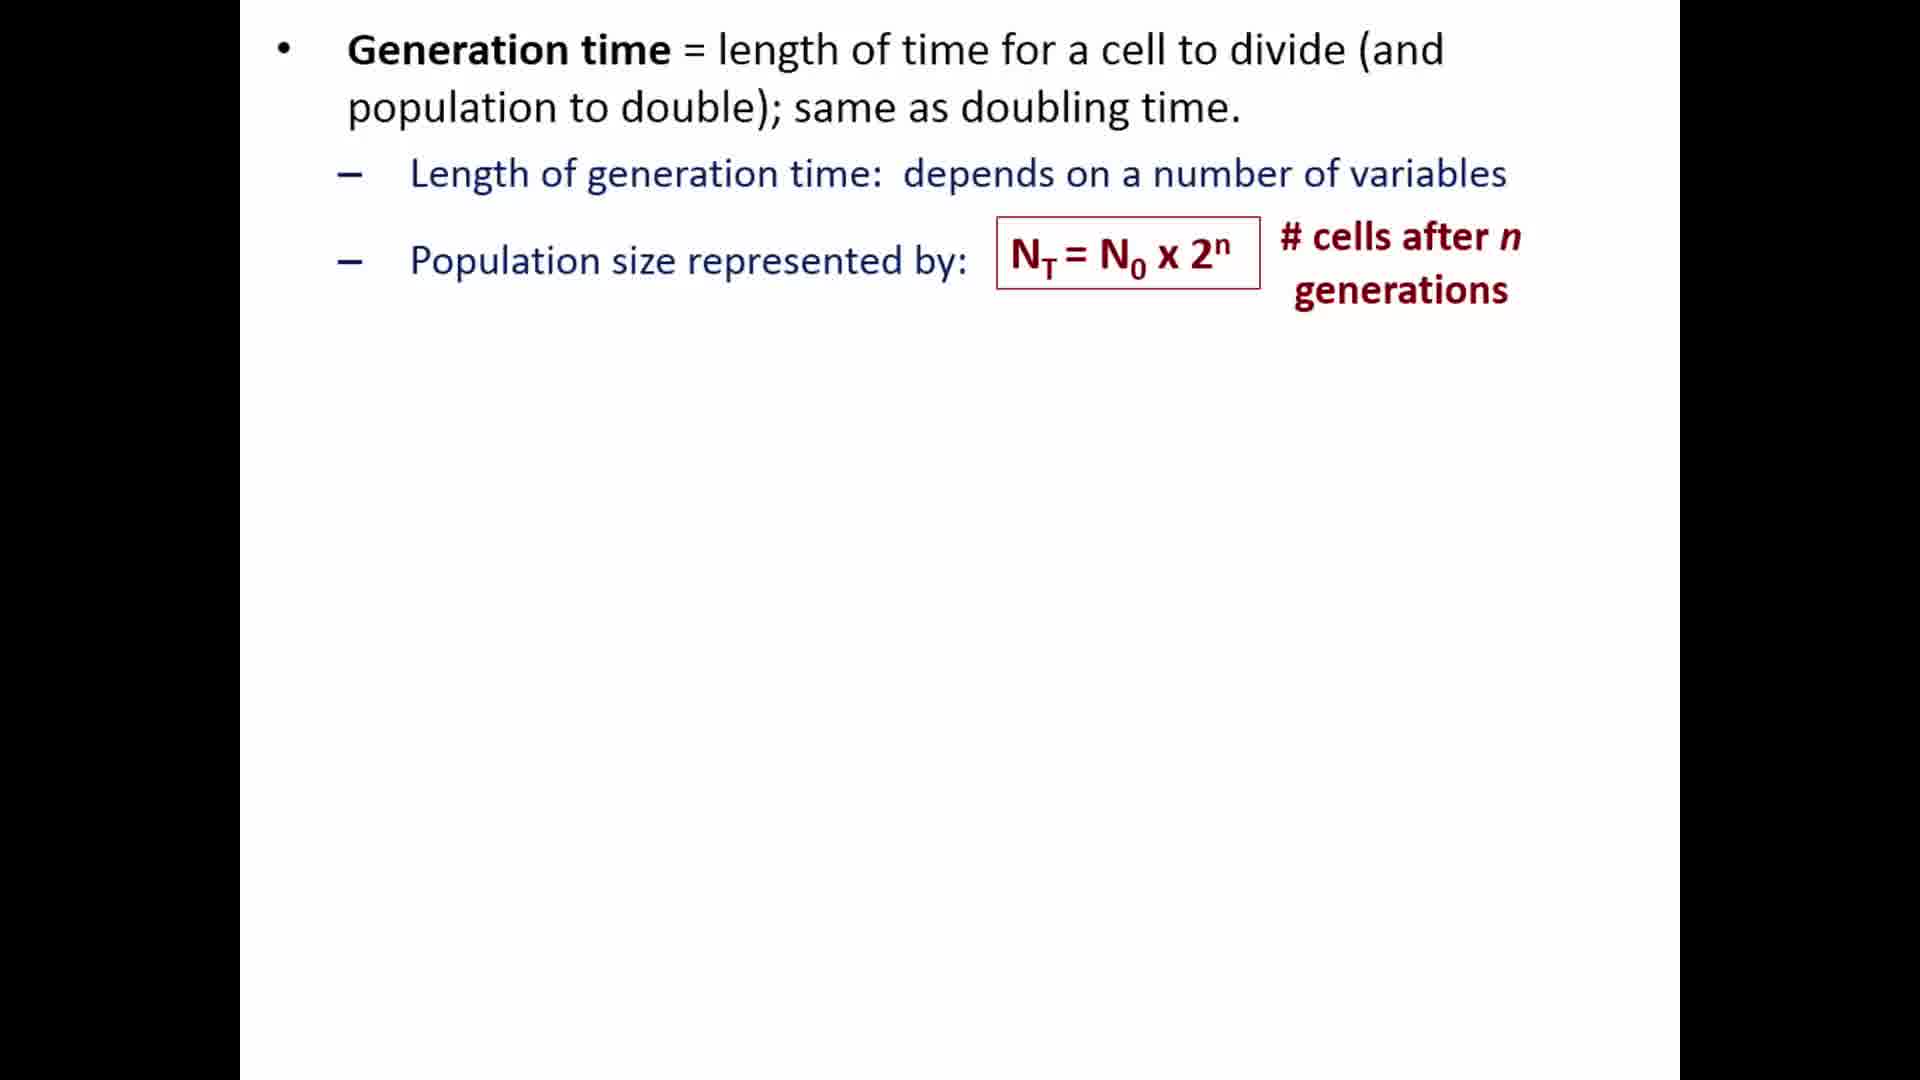 • Generation time = length of time for a cell to divide (and
population to double); same as doubling time.
– Length of generation time: depends on a number of variables
– Population size represented by: N_T = N_0 x 2^n # cells after n
generations